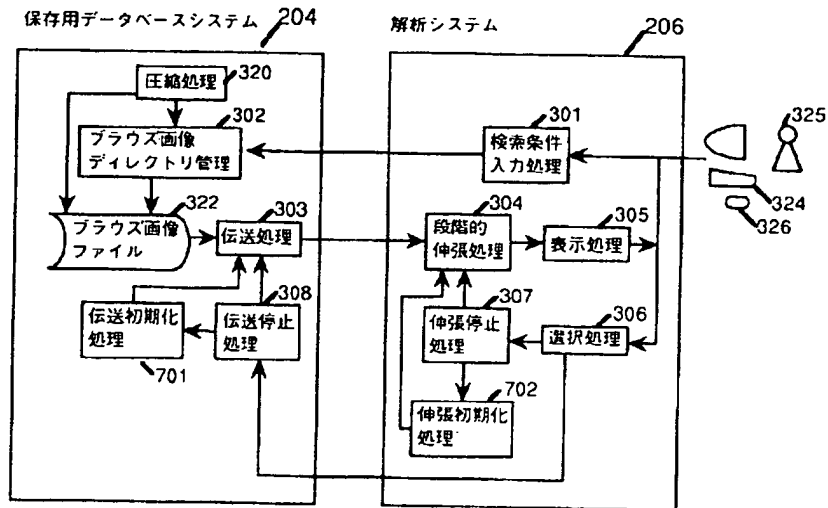 保存用データベースシステム
204
解析システム
206
圧縮処理
320
302
ブラウズ画像
ディレクトリ管理
301
検索条件
入力処理
325
324
326
322
ブラウズ画像
ファイル
303
伝送処理
304
段階的
伸張処理
305
表示処理
伝送初期化
処理
701
308
伝送停止
処理
307
伸張停止
処理
306
選択処理
702
伸張初期化
処理